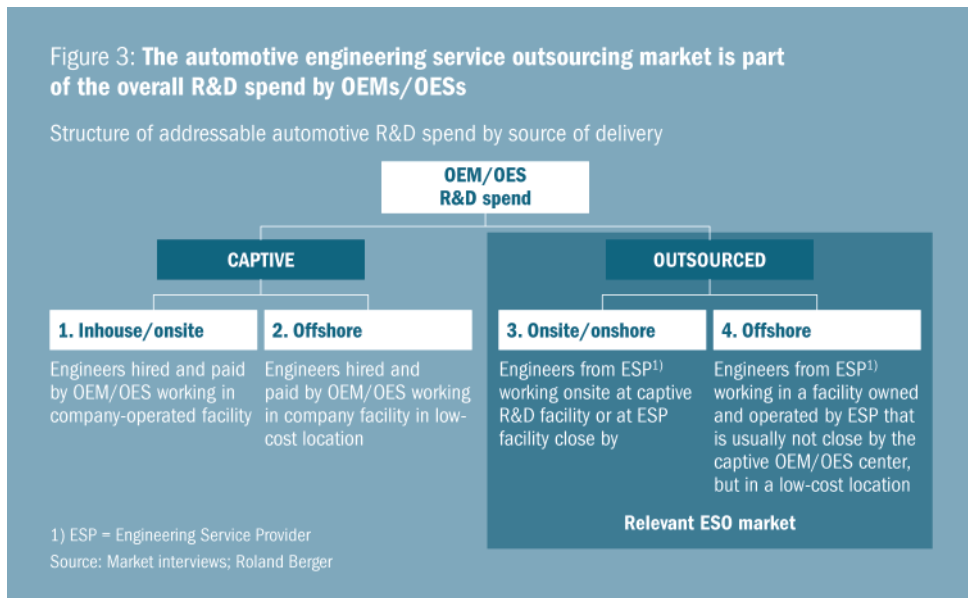 Figure 3: The automotive engineering service outsourcing market is part
of the overall R&D spend by OEMs/OESs
Structure of addressable automotive R&D spend by source of delivery
OEM/OES
R&D spend
CAPTIVE
OUTSOURCED
1. Inhouse/onsite
Engineers hired and paid
by OEM/OES working in
company-operated facility
2. Offshore
Engineers hired and
paid by OEM/OES working
in company facility in low-
cost location
3. Onsite/onshore
Engineers from ESP1)
working onsite at captive
R&D facility or at ESP
facility close by
4. Offshore
Engineers from ESP1)
working in a facility owned
and operated by ESP that
is usually not close by the
captive OEM/OES center,
but in a low-cost location
Relevant ESO market
1) ESP = Engineering Service Provider
Source: Market interviews; Roland Berger